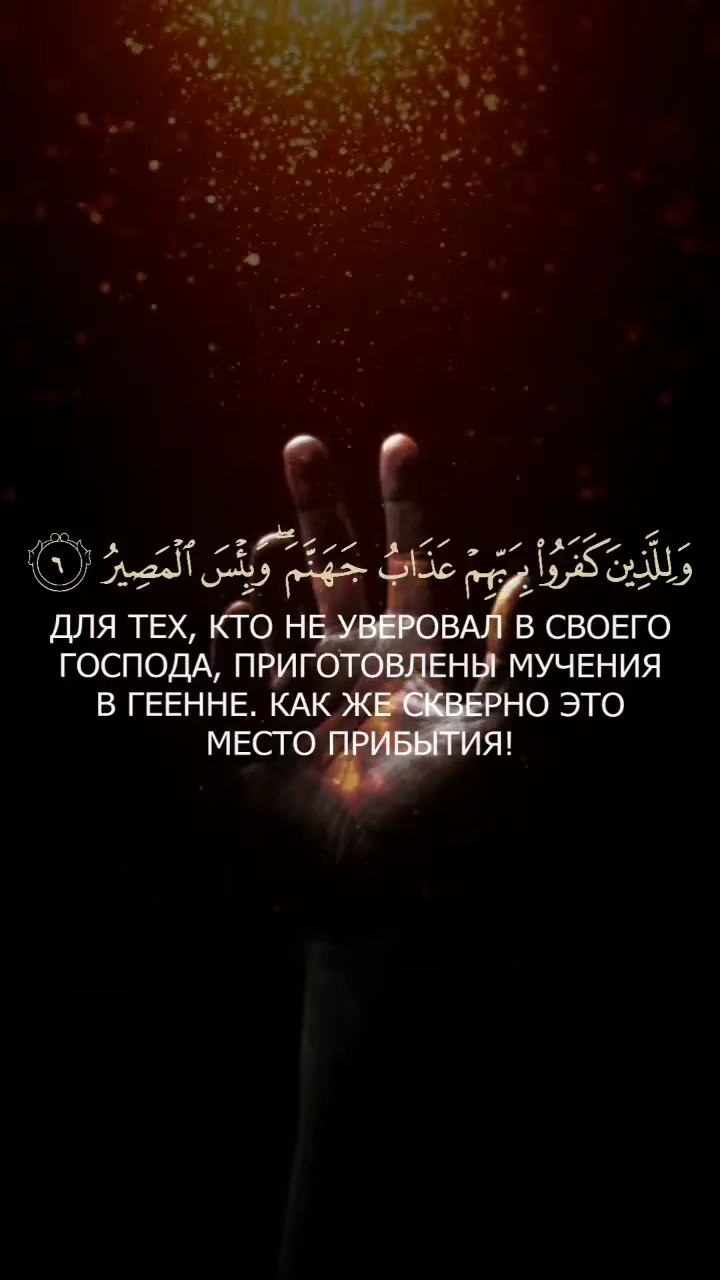 وَلِلَّذِينَ كَفَرُواْ بِرَبِّهِمۡ عَذَابُ جَهَنَّمَۖ وَبِئۡسَ ٱلۡمَصِيرُ ٦
ДЛЯ ТЕХ, КТО НЕ УВЕРОВАЛ В СВОЕГО
ГОСПОДА, ПРИГОТОВЛЕНЫ МУЧЕНИЯ
В ГЕЕННЕ. КАК ЖЕ СКВЕРНО ЭТО
МЕСТО ПРИБЫТИЯ!